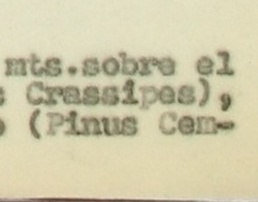 mts.sobre el
Crassipes),
(Pinus Cem-